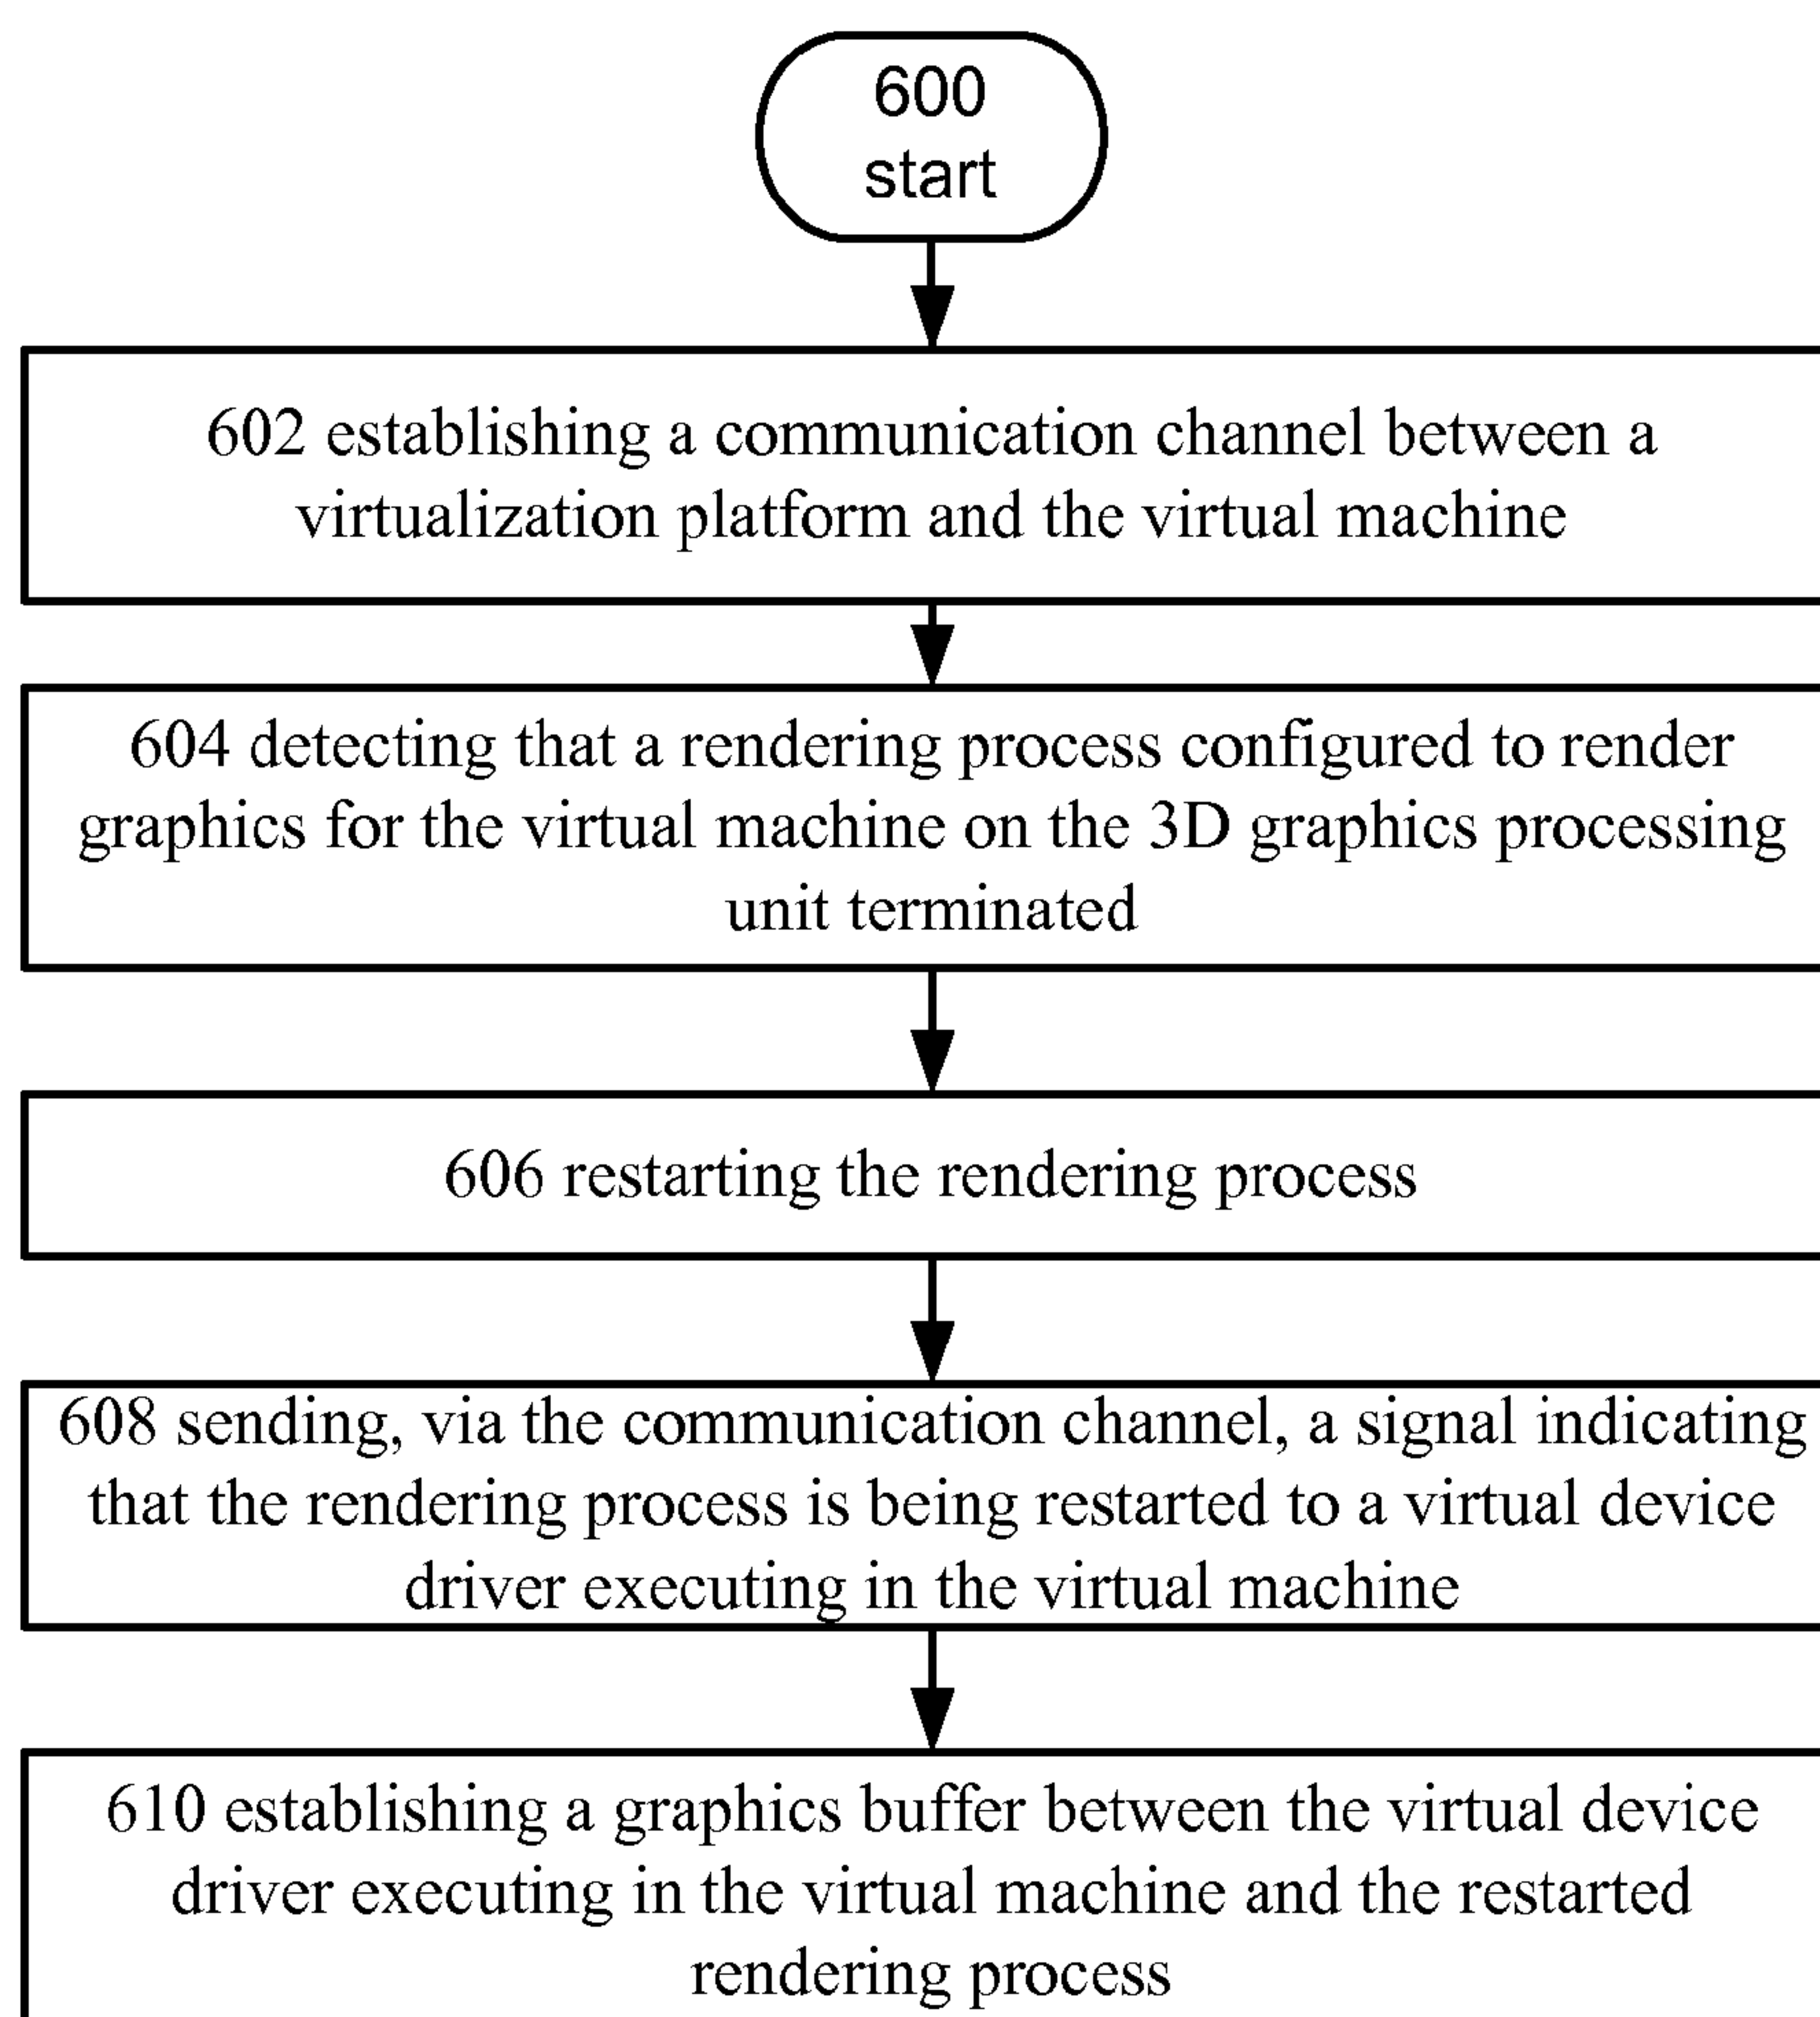 600
start
602 establishing a communication channel between a
virtualization platform and the virtual machine
604 detecting that a rendering process configured to render
graphics for the virtual machine on the 3D graphics processing
unit terminated
606 restarting the rendering process
608 sending, via the communication channel, a signal indicating
that the rendering process is being restarted to a virtual device
driver executing in the virtual machine
610 establishing a graphics buffer between the virtual device
driver executing in the virtual machine and the restarted
rendering process